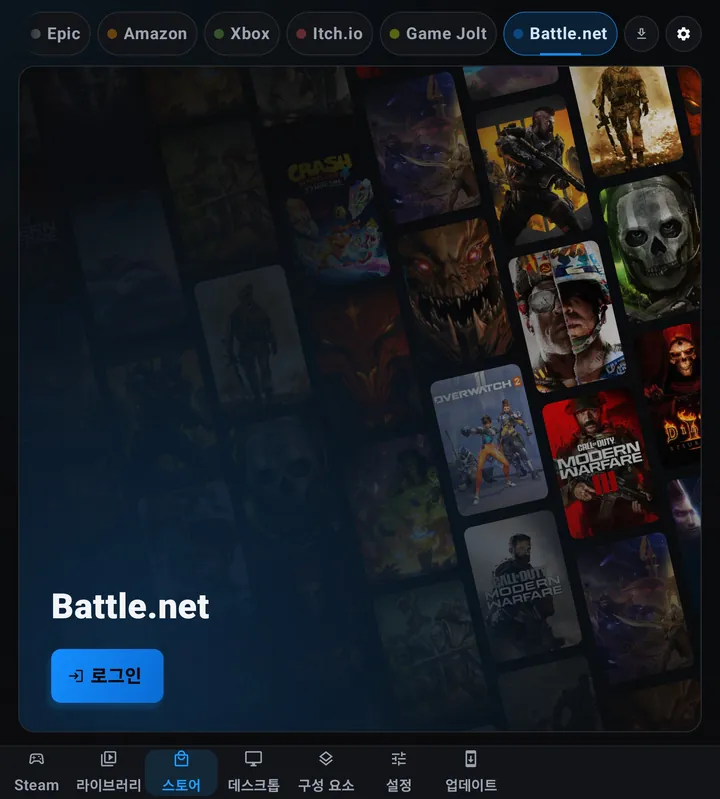 Epic
Amazon
Xbox
Itch.io
Game Jolt
Battle.net
CRASH
OVERWATCH 2
CALL OF DUTY
MODERN
WARFARE
III
CALL OF DUTY
MODERN
WARFARE
Battle.net
로그인
Steam
라이브러리
스토어
데스크톱
구성 요소
설정
업데이트